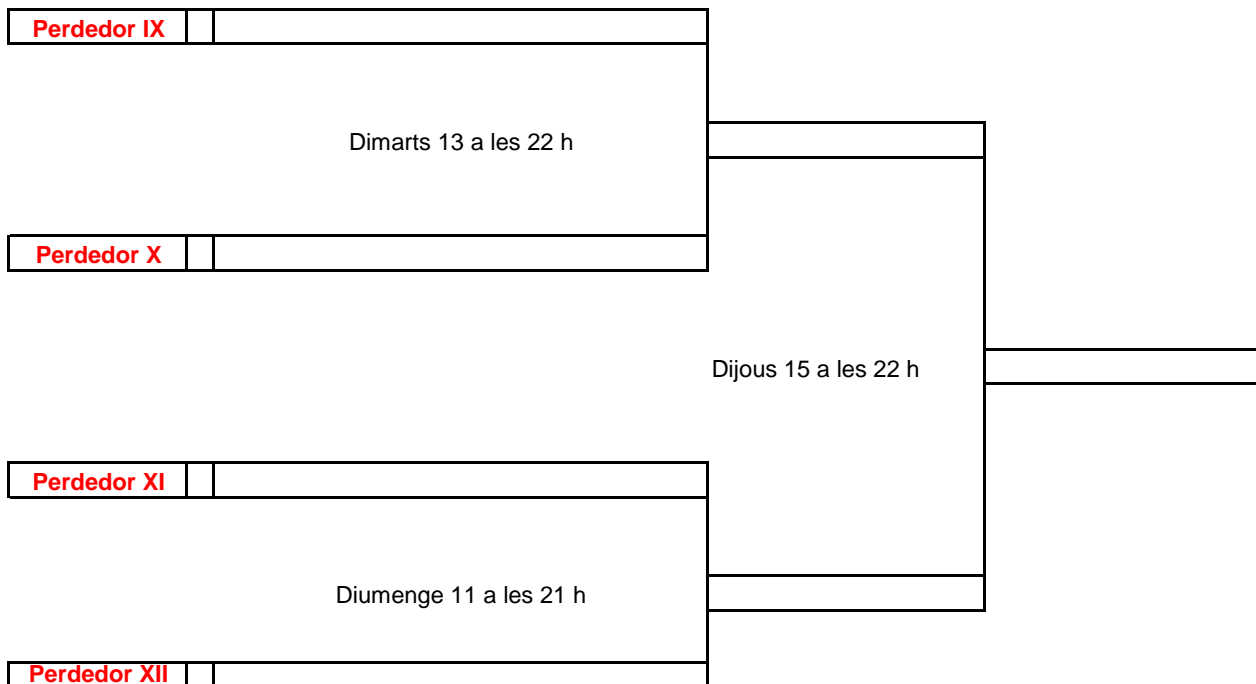 Perdedor IX
Dimarts 13 a les 22 h
Perdedor X
Dijous 15 a les 22 h
Perdedor XI
Diumenge 11 a les 21 h
Perdedor XII